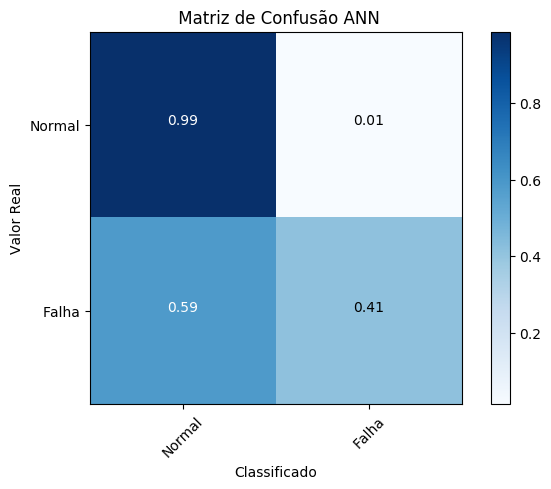 Matriz de Confusão ANN
Normal
0.99
0.01
Valor Real
Falha
0.59
0.41
Normal
Falha
Classificado
0.8
0.6
0.4
0.2